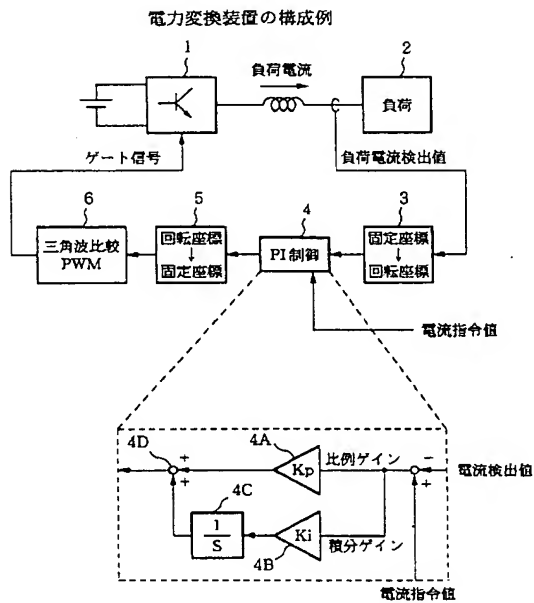 電力変換装置の構成例
1
負荷電流
2
負荷
ゲート信号
負荷電流検出値
6
5
4
3
三角波比較
PWM
回転座標
↓
固定座標
PI制御
固定座標
↓
回転座標
電流指令値
4D
4A
+
+
Kp
比例ゲイン
−
+
電流検出値
4C
1
S
Ki
4B
積分ゲイン
電流指令値